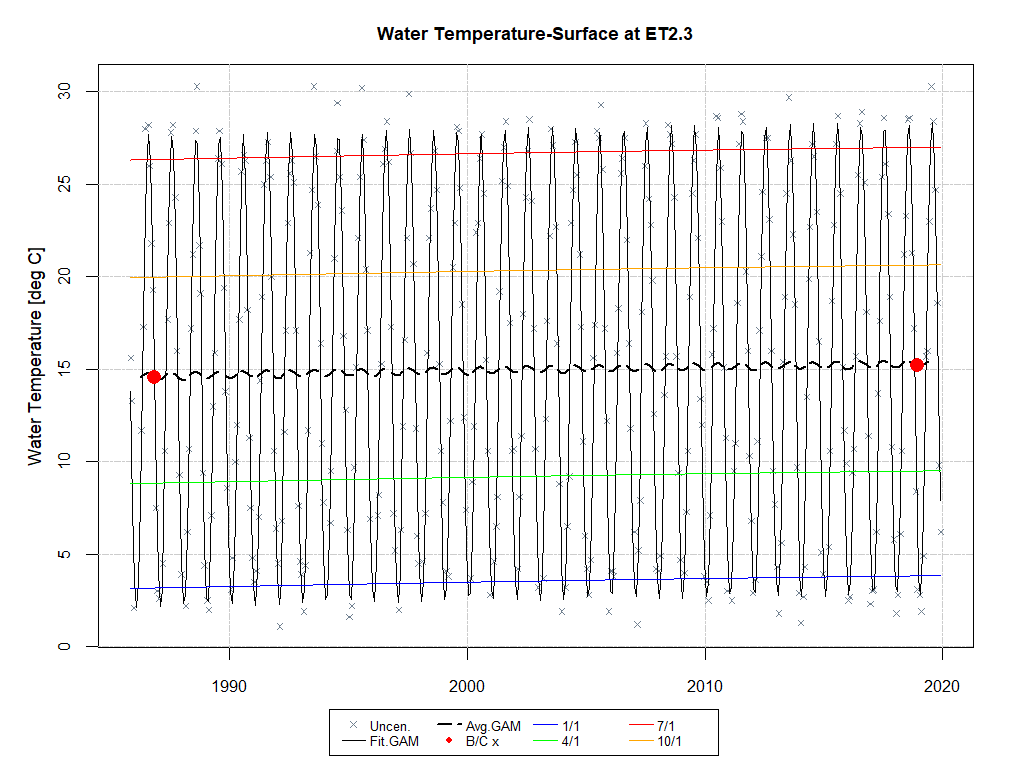 Water Temperature-Surface at ET2.3
Water Temperature [deg C]
30
25
20
15
10
5
0
1990 2000 2010 2020
Uncen. Avg.GAM 1/1 7/1
Fit.GAM B/C x 4/1 10/1